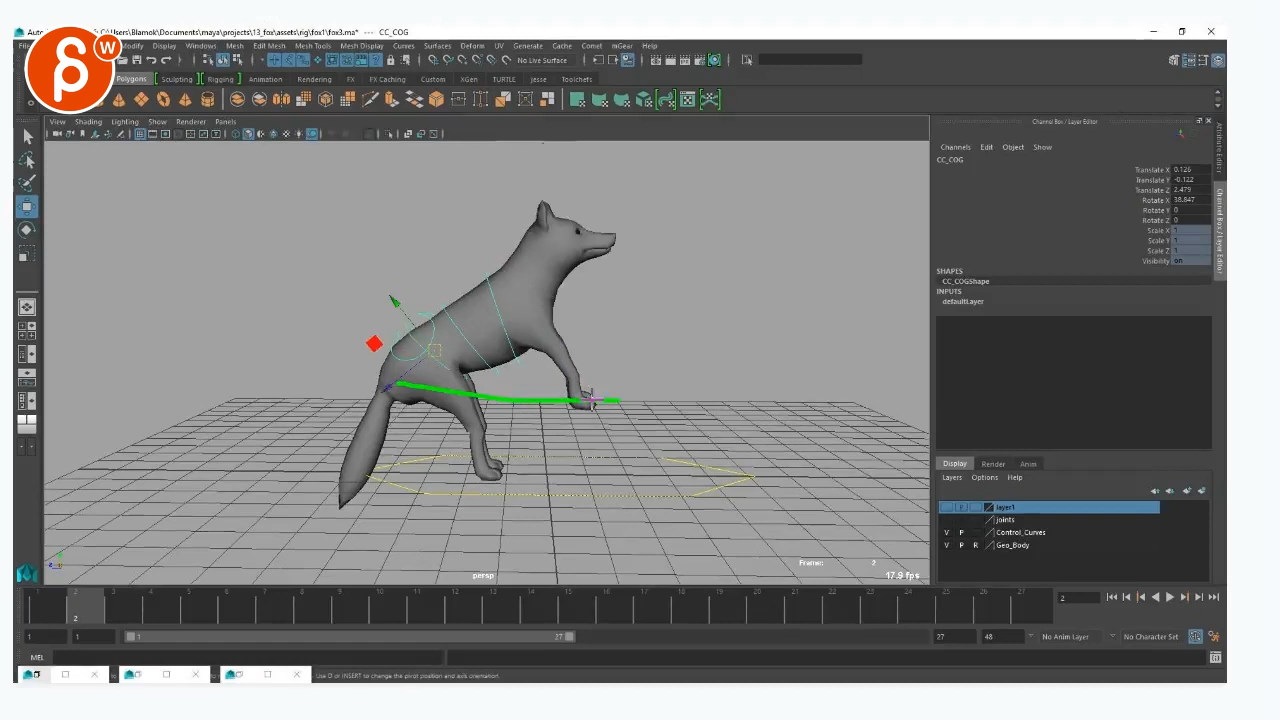 C:\Users\Blamok\Documents\maya\projects\13_fox\assets\rig\fox1\fox3.ma* --- CC_COG
W
Modify Display Windows Mesh Edit Mesh Mesh Tools Mesh Display Curves Surfaces Deform UV Generate Cache Comet mGear Help
No Live Surface
Polygons Sculpting Rigging Animation Rendering FX FX Caching Custom XGen TURTLE jesse Toolchefs
View Shading Lighting Show Renderer Panels
Channel Box / Layer Editor
Channels Edit Object Show
CC_COG
Translate X 0.126
Translate Y -0.122
Translate Z 2.479
Rotate X 38.847
Rotate Y 0
Rotate Z 0
Scale X 1
Scale Y 1
Scale Z 1
Visibility on
SHAPES
CC_COGShape
INPUTS
defaultLayer
Attribute Editor
Channel Box / Layer Editor
Display Render Anim
Layers Options Help
layer1
joints
V P Control_Curves
V P R Geo_Body
persp
Frame: 2
17.9 fps
1 2 3 4 5 6 7 8 9 10 11 12 13 14 15 16 17 18 19 20 21 22 23 24 25 26 27
2
2
1 1 1 27 27 48 No Anim Layer No Character Set
MEL
Use D or INSERT to change the pivot position and axis orientation.